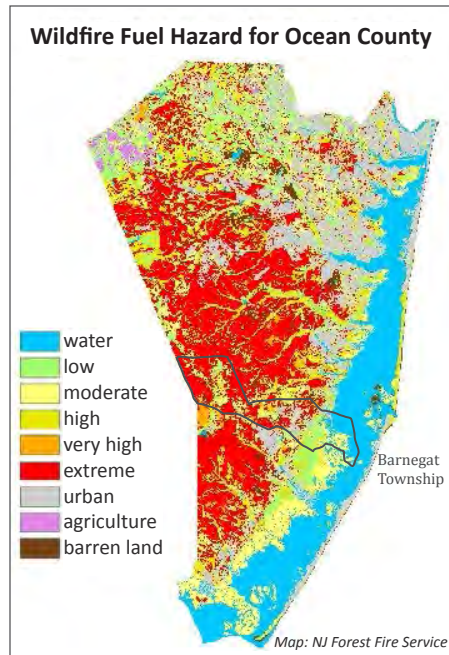 Wildfire Fuel Hazard for Ocean County
water
low
moderate
high
very high
extreme
urban
agriculture
barren land
Barnegat
Township
Map: NJ Forest Fire Service